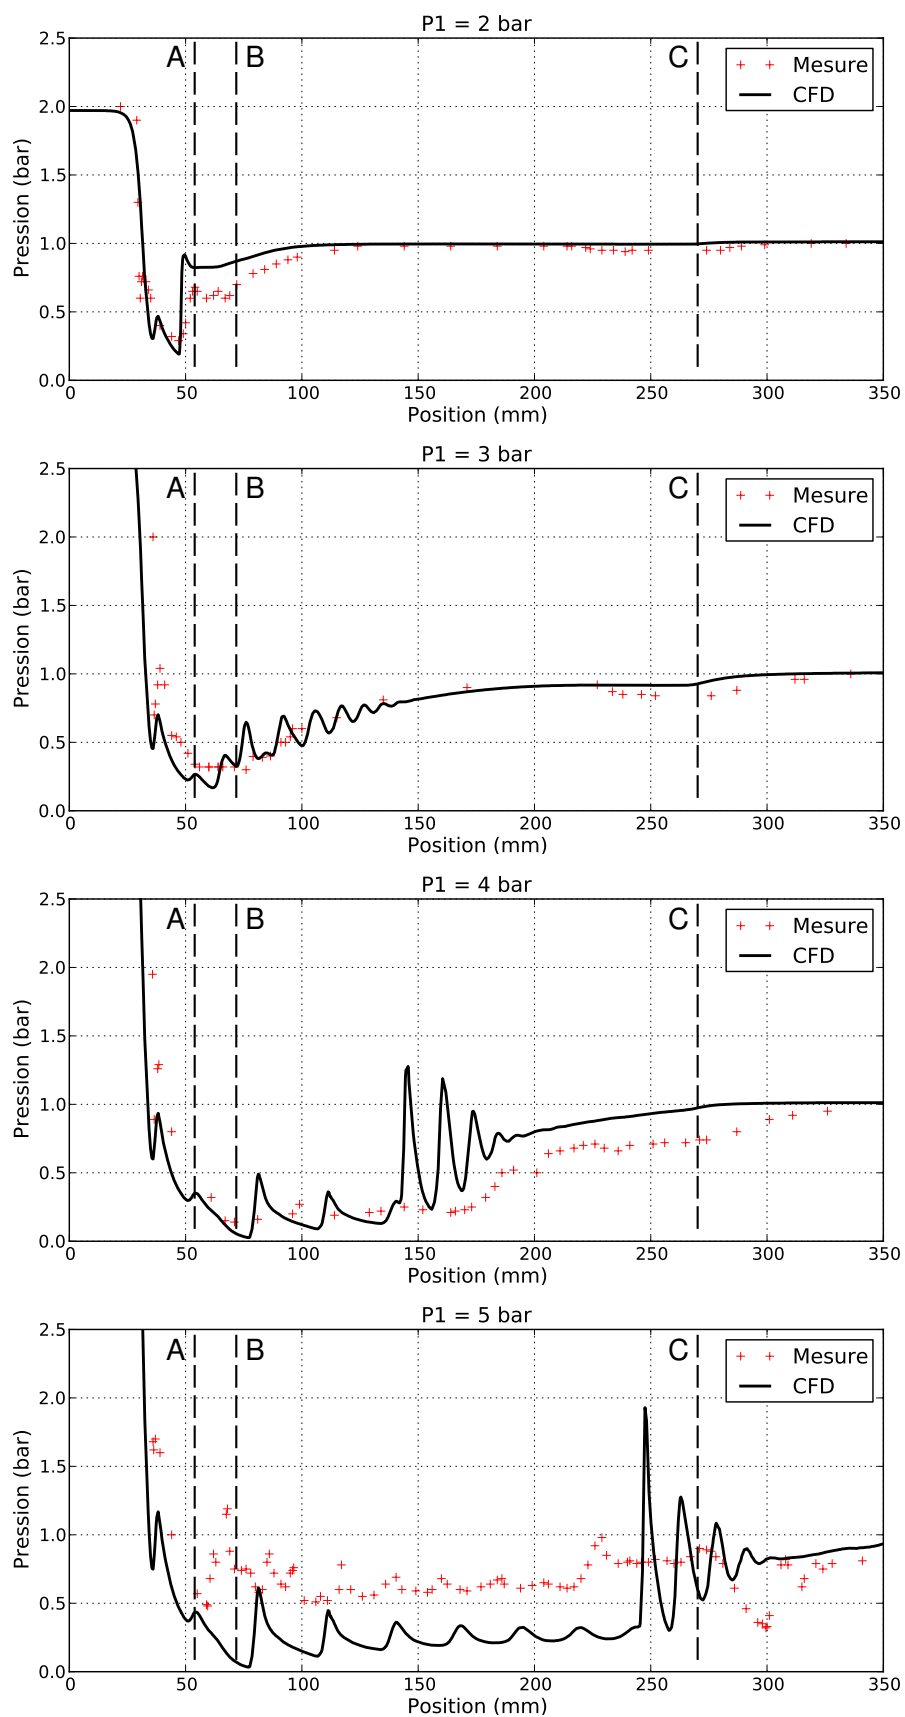 P1 = 2 bar
2.5
2.0
1.5
1.0
0.5
0.0
Pression (bar)
A B C
Mesure
CFD
0 50 100 150 200 250 300 350
Position (mm)
P1 = 3 bar
2.5
2.0
1.5
1.0
0.5
0.0
Pression (bar)
A B C
Mesure
CFD
0 50 100 150 200 250 300 350
Position (mm)
P1 = 4 bar
2.5
2.0
1.5
1.0
0.5
0.0
Pression (bar)
A B C
Mesure
CFD
0 50 100 150 200 250 300 350
Position (mm)
P1 = 5 bar
2.5
2.0
1.5
1.0
0.5
0.0
Pression (bar)
A B C
Mesure
CFD
0 50 100 150 200 250 300 350
Position (mm)